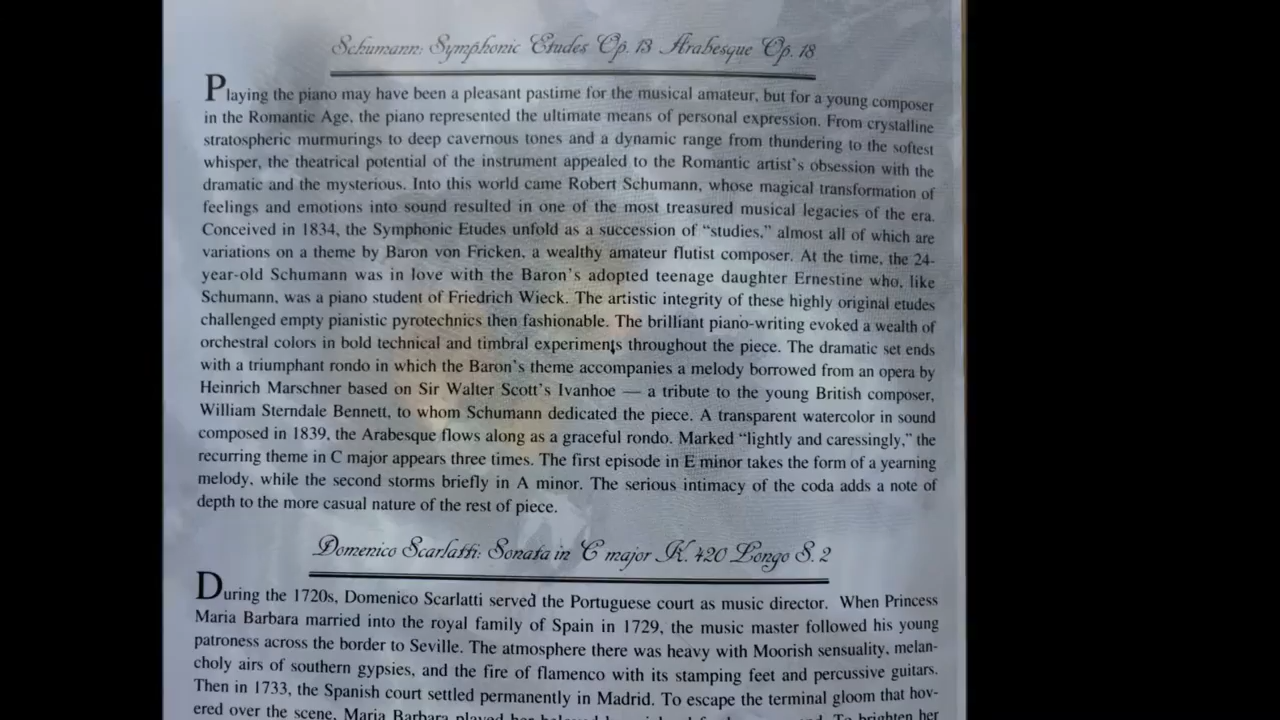 Schumann: Symphonic Etudes Op. 13 Arabesque Op. 18
Playing the piano may have been a pleasant pastime for the musical amateur, but for a young composer
in the Romantic Age, the piano represented the ultimate means of personal expression. From crystalline
stratospheric murmurings to deep cavernous tones and a dynamic range from thundering to the softest
whisper, the theatrical potential of the instrument appealed to the Romantic artist's obsession with the
dramatic and the mysterious. Into this world came Robert Schumann, whose magical transformation of
feelings and emotions into sound resulted in one of the most treasured musical legacies of the era.
Conceived in 1834, the Symphonic Etudes unfold as a succession of “studies,” almost all of which are
variations on a theme by Baron von Fricken, a wealthy amateur flutist composer. At the time, the 24-
year-old Schumann was in love with the Baron's adopted teenage daughter Ernestine who, like
Schumann, was a piano student of Friedrich Wieck. The artistic integrity of these highly original etudes
challenged empty pianistic pyrotechnics then fashionable. The brilliant piano-writing evoked a wealth of
orchestral colors in bold technical and timbral experiments throughout the piece. The dramatic set ends
with a triumphant rondo in which the Baron's theme accompanies a melody borrowed from an opera by
Heinrich Marschner based on Sir Walter Scott's Ivanhoe — a tribute to the young British composer,
William Sterndale Bennett, to whom Schumann dedicated the piece. A transparent watercolor in sound
composed in 1839, the Arabesque flows along as a graceful rondo. Marked “lightly and caressingly,” the
recurring theme in C major appears three times. The first episode in E minor takes the form of a yearning
melody, while the second storms briefly in A minor. The serious intimacy of the coda adds a note of
depth to the more casual nature of the rest of piece.
Domenico Scarlatti: Sonata in C major K. 420 Longo S. 2
During the 1720s, Domenico Scarlatti served the Portuguese court as music director. When Princess
Maria Barbara married into the royal family of Spain in 1729, the music master followed his young
patroness across the border to Seville. The atmosphere there was heavy with Moorish sensuality, melan-
choly airs of southern gypsies, and the fire of flamenco with its stamping feet and percussive guitars.
Then in 1733, the Spanish court settled permanently in Madrid. To escape the terminal gloom that hov-
ered over the scene, Maria Barbara played her To brighten her